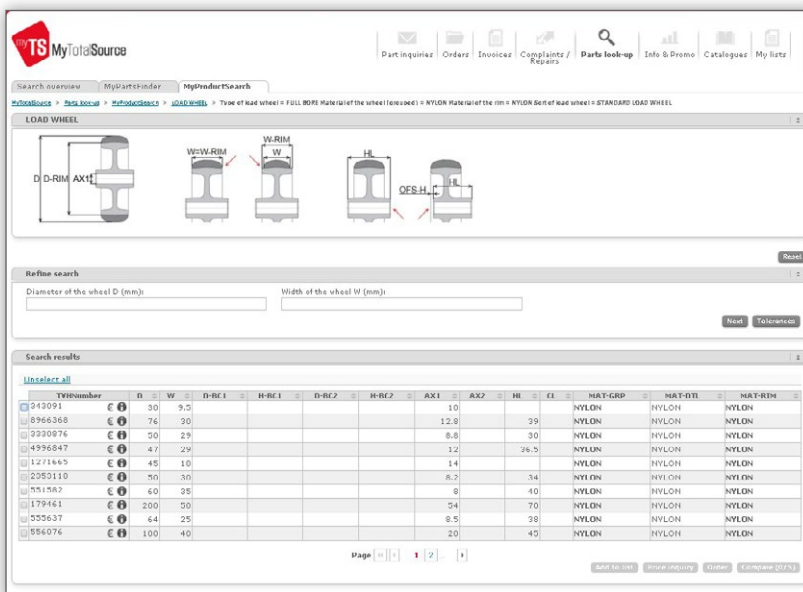 myTS MyTotalSource
Part inquiries Orders Invoices Complaints / Repairs Parts look-up Info & Promo Catalogues My lists
Search overview MyPartsFinder MyProductSearch
MyTotalSource > Parts look-up > MyProductSearch > LOAD WHEEL > Type of load wheel = FULL BORE Material of the wheel (grouped) = NYLON Material of the rim = NYLON Sort of load wheel = STANDARD LOAD WHEEL
LOAD WHEEL
D D-RIM AX1 W=W-RIM W-RIM W HL OFS-H HL
Reset
Refine search
Diameter of the wheel D (mm): Width of the wheel W (mm):
Next Tolerances
Search results
Unselect all
TVHNumber D W D-BC1 H-BC1 D-BC2 H-BC2 AX1 AX2 HL CL MAT-GRP MAT-DTL MAT-RIM
343091 € 30 9.5 10 NYLON NYLON NYLON
8966368 € 76 30 12.8 39 NYLON NYLON NYLON
3330876 € 50 29 8.8 30 NYLON NYLON NYLON
4996847 € 47 29 12 36.5 NYLON NYLON NYLON
1271665 € 45 10 14 NYLON NYLON NYLON
2353110 € 50 30 8.2 34 NYLON NYLON NYLON
551582 € 60 35 8 40 NYLON NYLON NYLON
179461 € 200 50 54 70 NYLON NYLON NYLON
555637 € 64 25 8.5 38 NYLON NYLON NYLON
556076 € 100 40 20 45 NYLON NYLON NYLON
Page 1 2 ...
Add to list Price inquiry Order Compare (0/5)